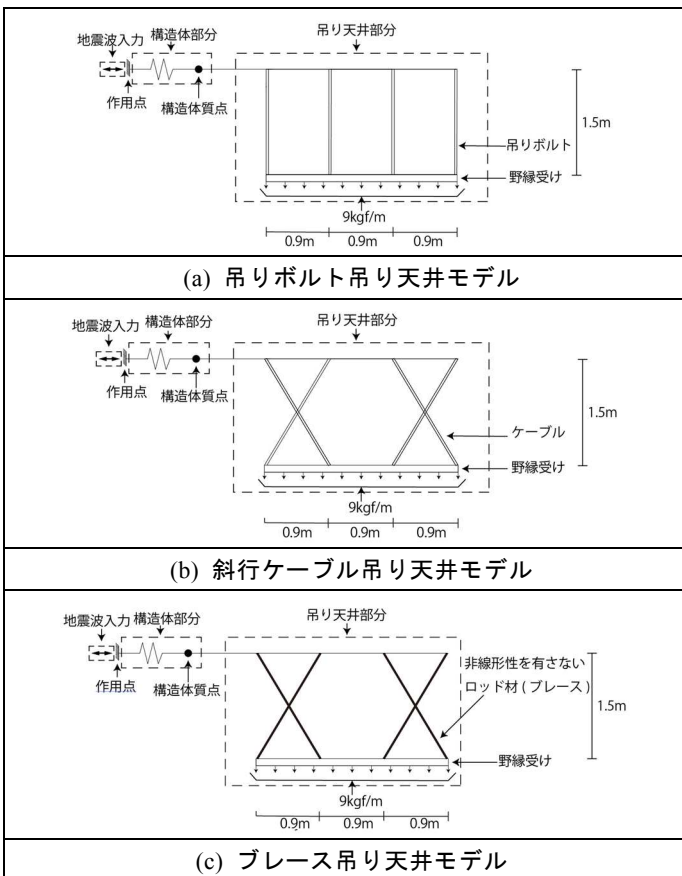 吊り天井部分
構造体部分
地震波入力
作用点
構造体質点
吊りボルト
野縁受け
1.5m
9kgf/m
0.9m 0.9m 0.9m
(a) 吊りボルト吊り天井モデル
吊り天井部分
構造体部分
地震波入力
作用点
構造体質点
ケーブル
野縁受け
1.5m
9kgf/m
0.9m 0.9m 0.9m
(b) 斜行ケーブル吊り天井モデル
吊り天井部分
構造体部分
地震波入力
作用点
構造体質点
非線形性を有さない
ロッド材(ブレース)
野縁受け
1.5m
9kgf/m
0.9m 0.9m 0.9m
(c) ブレース吊り天井モデル